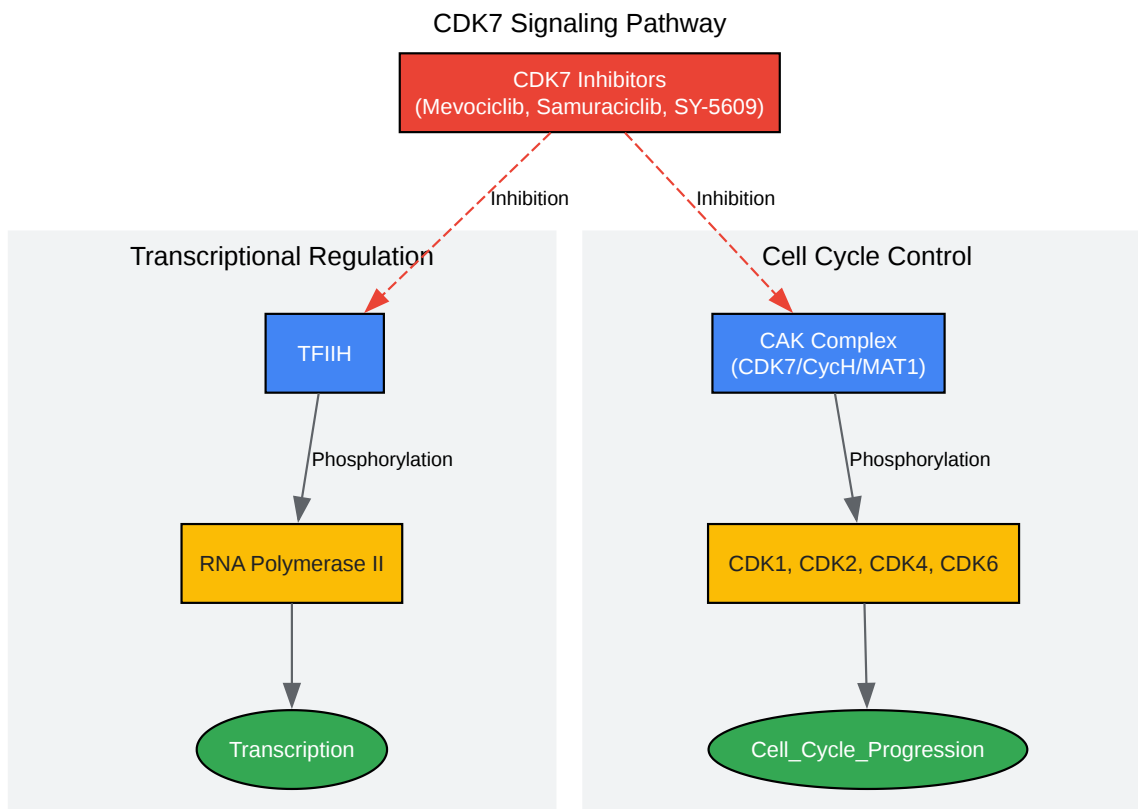 CDK7 Signaling Pathway
CDK7 Inhibitors
(Mevociclib, Samuraciclib, SY-5609)
Inhibition
Inhibition
Transcriptional Regulation
Cell Cycle Control
TFIIH
CAK Complex
(CDK7/CycH/MAT1)
Phosphorylation
Phosphorylation
RNA Polymerase II
CDK1, CDK2, CDK4, CDK6
Transcription
Cell_Cycle_Progression